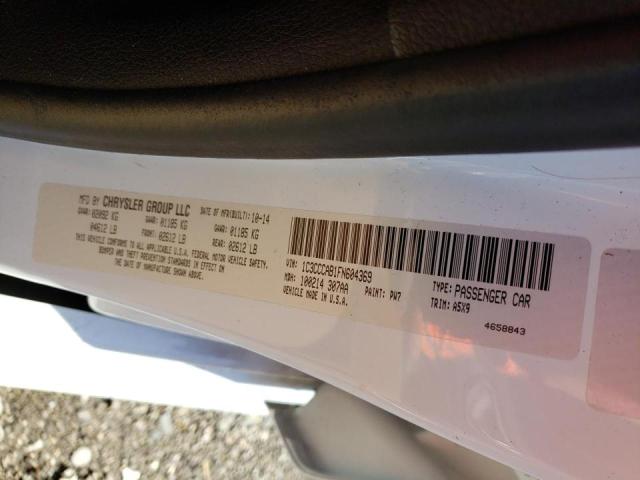 MFD BY CHRYSLER GROUP LLC DATE OF MFR(BUILT): 10-14
GVWR: 02092 KG GAWR: 01185 KG GAWR: 01185 KG
04612 LB FRONT: 02612 LB REAR: 02612 LB
THIS VEHICLE CONFORMS TO ALL APPLICABLE U.S.A. FEDERAL MOTOR VEHICLE SAFETY,
BUMPER AND THEFT PREVENTION STANDARDS IN EFFECT
ON THE DATE OF MANUFACTURE SHOWN ABOVE.
VIN: 1C3CCCAB1FN604369 TYPE: PASSENGER CAR
MDH: 100214 307AA PAINT: PW7 TRIM: A5X9
VEHICLE MADE IN U.S.A.
4658843